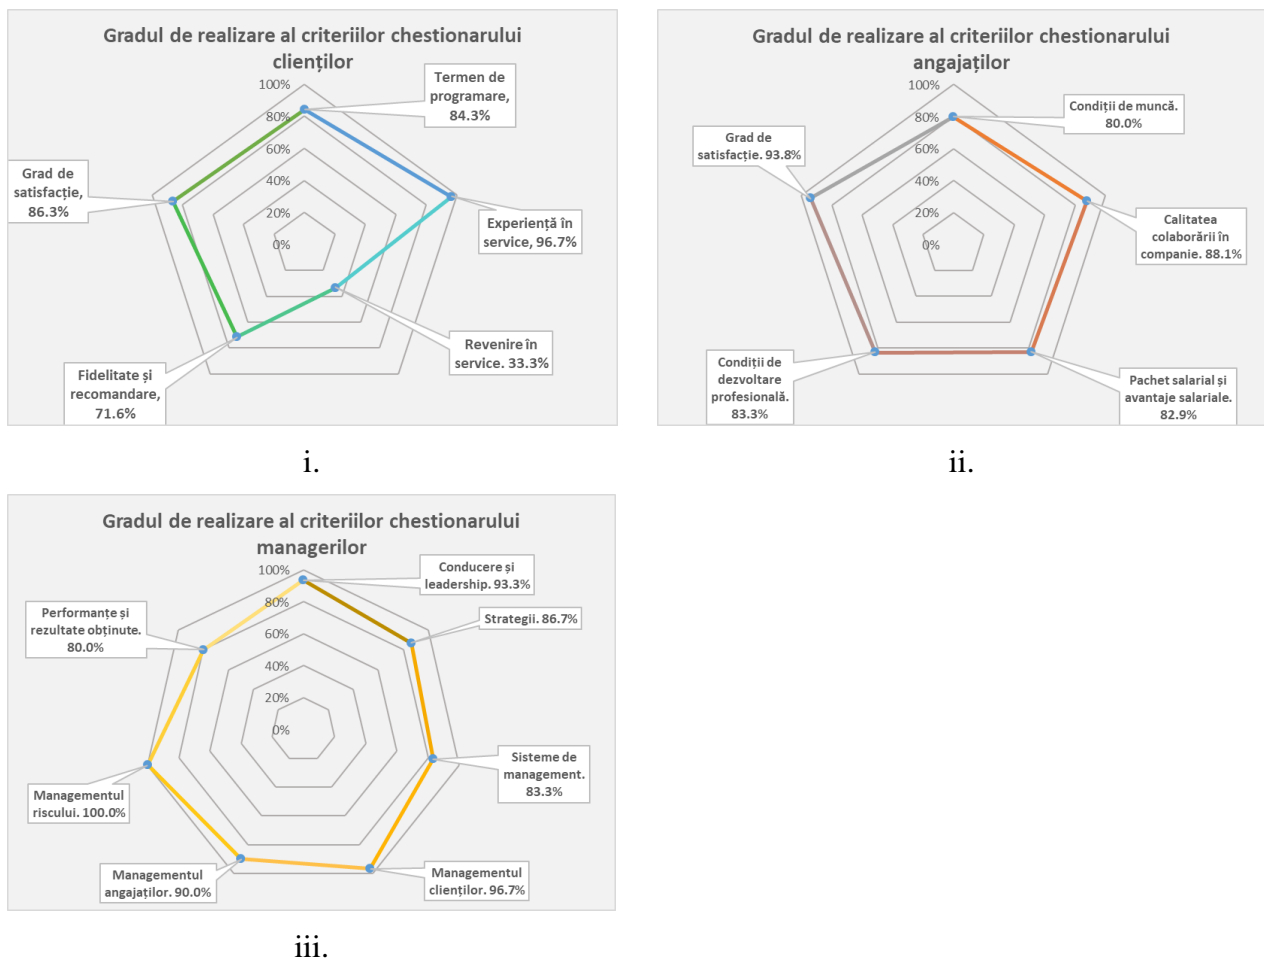 Gradul de realizare al criteriilor chestionarului
clienților
100%
80%
60%
40%
20%
0%
Termen de
programare,
84.3%
Experiență în
service, 96.7%
Revenire în
service. 33.3%
Fidelitate și
recomandare,
71.6%
Grad de
satisfacție,
86.3%
i.
Gradul de realizare al criteriilor chestionarului
angajaților
100%
80%
60%
40%
20%
0%
Condiții de muncă.
80.0%
Calitatea
colaborării în
companie. 88.1%
Pachet salarial și
avantaje salariale.
82.9%
Condiții de
dezvoltare
profesională.
83.3%
Grad de
satisfacție. 93.8%
ii.
Gradul de realizare al criteriilor chestionarului
managerilor
100%
80%
60%
40%
20%
0%
Conducere și
leadership. 93.3%
Strategii. 86.7%
Sisteme de
management.
83.3%
Managementul
clienților. 96.7%
Managementul
angajaților. 90.0%
Managementul
riscului. 100.0%
Performanțe și
rezultate obținute.
80.0%
iii.